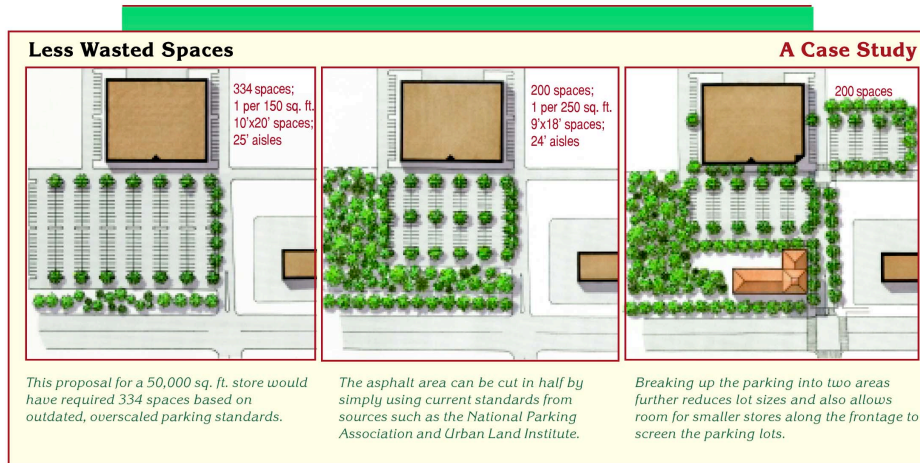 Less Wasted Spaces
A Case Study
334 spaces;
1 per 150 sq. ft.
10'x20' spaces;
25' aisles
200 spaces;
1 per 250 sq. ft.
9'x18' spaces;
24' aisles
200 spaces
This proposal for a 50,000 sq. ft. store would
have required 334 spaces based on
outdated, overscaled parking standards.
The asphalt area can be cut in half by
simply using current standards from
sources such as the National Parking
Association and Urban Land Institute.
Breaking up the parking into two areas
further reduces lot sizes and also allows
room for smaller stores along the frontage to
screen the parking lots.